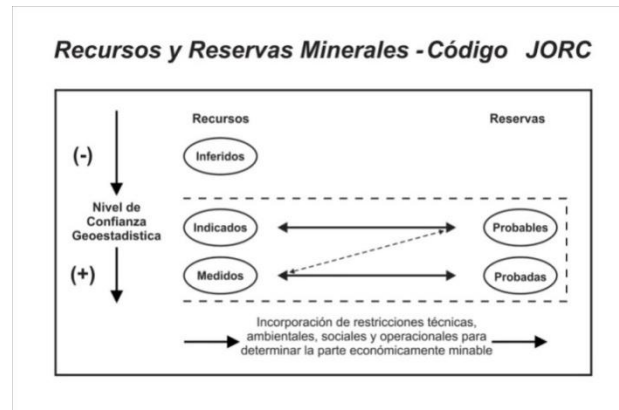 Recursos y Reservas Minerales - Código JORC
Recursos
Reservas
(-)
Inferidos
Nivel de
Confianza
Geoestadística
Indicados
Probables
(+)
Medidos
Probadas
Incorporación de restricciones técnicas,
ambientales, sociales y operacionales para
determinar la parte económicamente minable